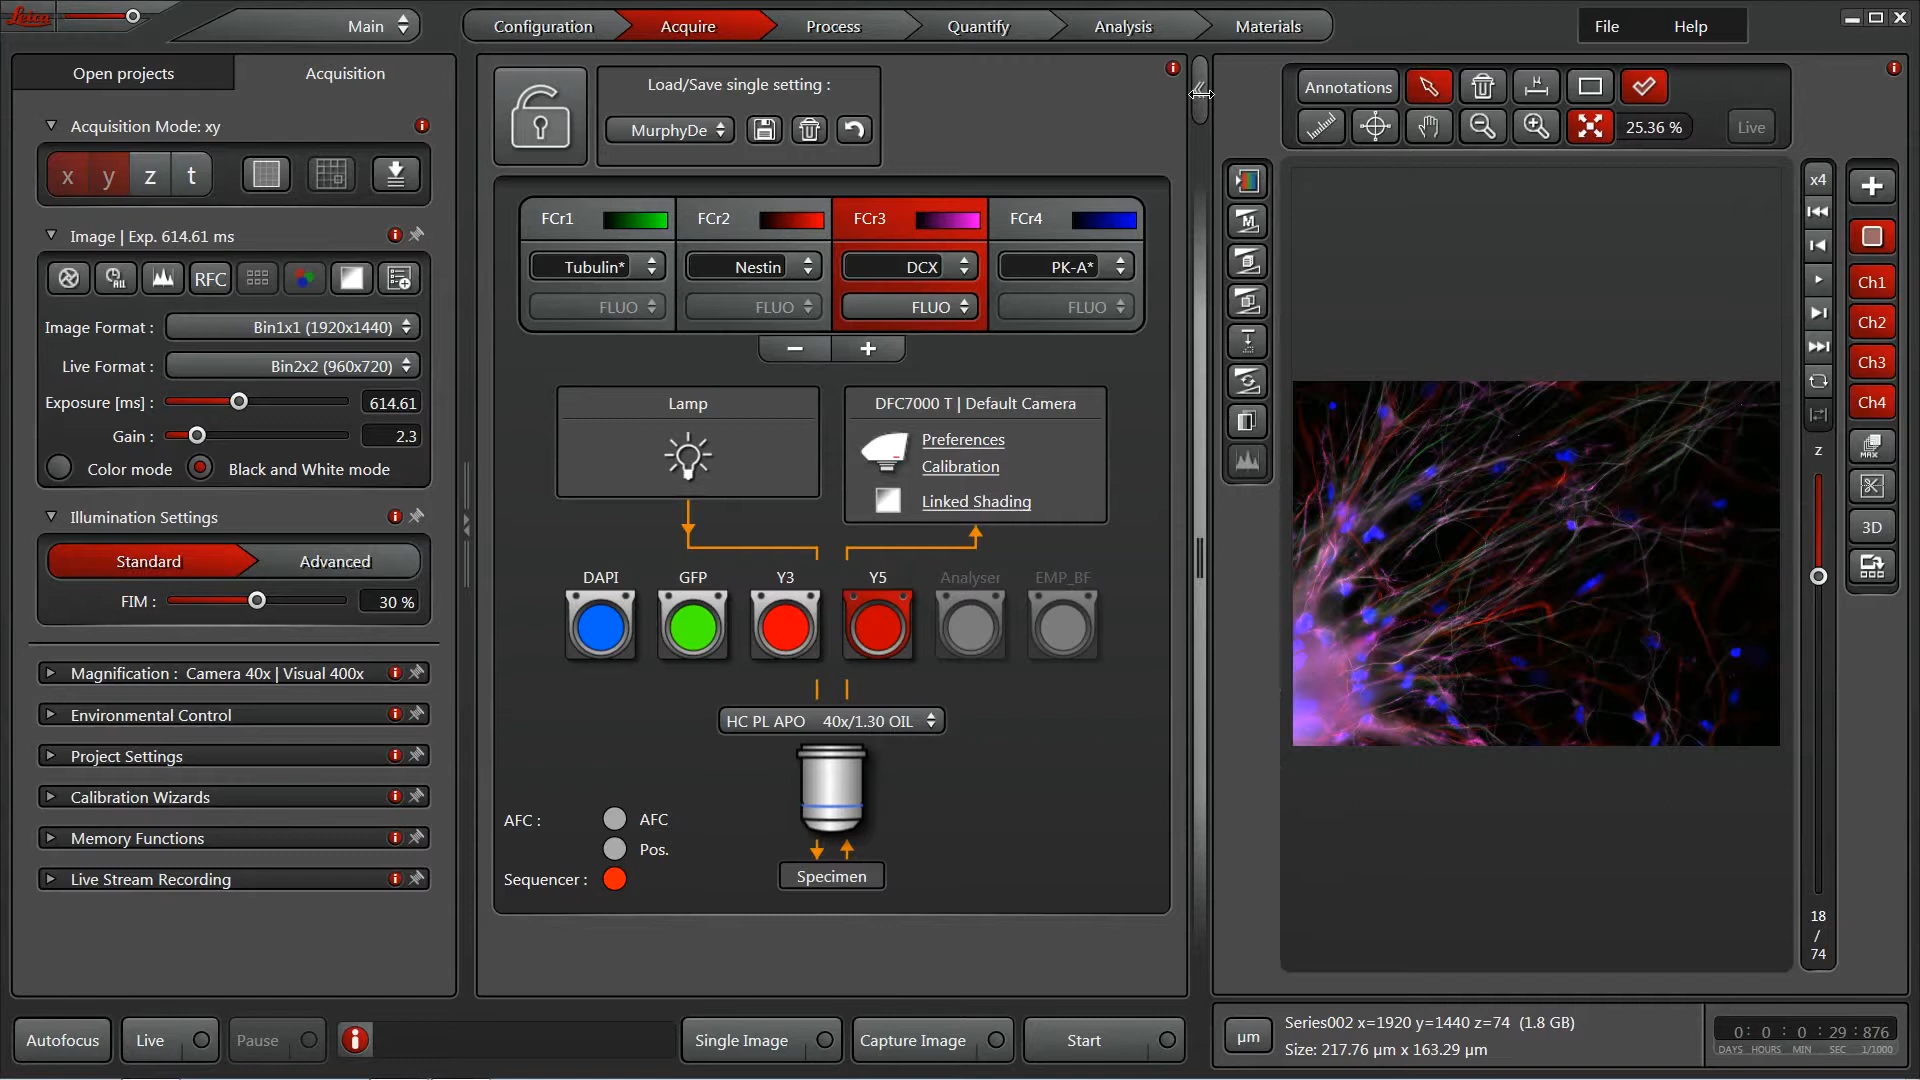 Leica
Main
Configuration
Acquire
Process
Quantify
Analysis
Materials
File
Help
Open projects
Acquisition
Acquisition Mode: xy
x y z t
Image | Exp. 614.61 ms
ALL
RFC
Image Format :
Bin1x1 (1920x1440)
Live Format :
Bin2x2 (960x720)
Exposure [ms] :
614.61
Gain :
2.3
Color mode
Black and White mode
Illumination Settings
Standard
Advanced
FIM :
30 %
Magnification : Camera 40x | Visual 400x
Environmental Control
Project Settings
Calibration Wizards
Memory Functions
Live Stream Recording
Load/Save single setting :
MurphyDe
FCr1
FCr2
FCr3
FCr4
Tubulin*
Nestin
DCX
PK-A*
FLUO
FLUO
FLUO
FLUO
− +
Lamp
DFC7000 T | Default Camera
Preferences
Calibration
Linked Shading
DAPI
GFP
Y3
Y5
Analyser
EMP_BF
HC PL APO 40x/1.30 OIL
AFC :
AFC
Pos.
Sequencer :
Specimen
Annotations
25.36 %
Live
M
x4
z
18
/
74
Ch1
Ch2
Ch3
Ch4
MAX
3D
Autofocus
Live
Pause
Single Image
Capture Image
Start
µm
Series002 x=1920 y=1440 z=74 (1.8 GB)
Size: 217.76 µm x 163.29 µm
0: 0 : 0 : 29 : 876
DAYS HOURS MIN SEC 1/1000